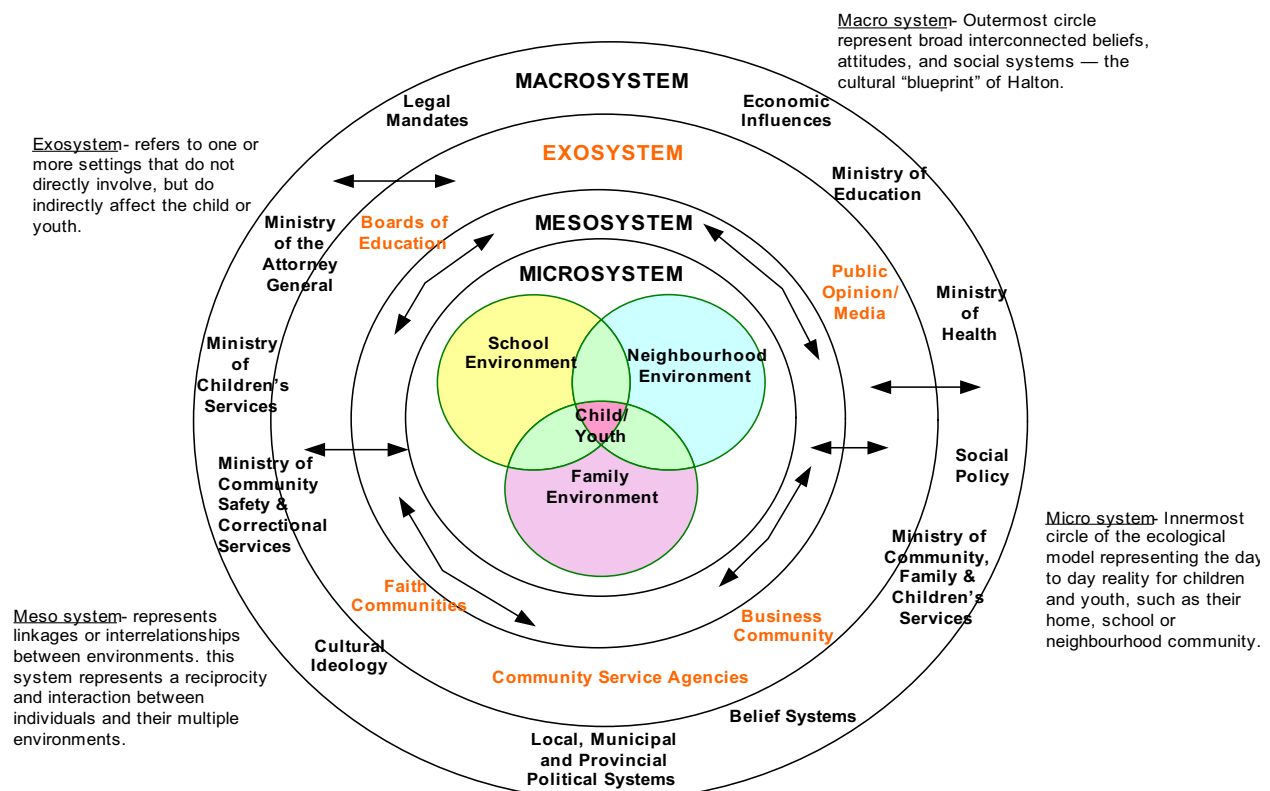 Macro system- Outermost circle
represent broad interconnected beliefs,
attitudes, and social systems — the
cultural “blueprint” of Halton.
MACROSYSTEM
Legal
Mandates
Economic
Influences
Exosystem- refers to one or
more settings that do not
directly involve, but do
indirectly affect the child or
youth.
EXOSYSTEM
Ministry of
Education
Ministry
of the
Attorney
General
Boards of
Education
MESOSYSTEM
MICROSYSTEM
Public
Opinion/
Media
Ministry
of
Health
Ministry
of
Children's
Services
School
Environment
Neighbourhood
Environment
Child/
Youth
Family
Environment
Ministry of
Community
Safety &
Correctional
Services
Social
Policy
Ministry of
Community,
Family &
Children's
Services
Micro system- Innermost
circle of the ecological
model representing the day
to day reality for children
and youth, such as their
home, school or
neighbourhood community.
Faith
Communities
Business
Community
Meso system- represents
linkages or interrelationships
between environments. this
system represents a reciprocity
and interaction between
individuals and their multiple
environments.
Cultural
Ideology
Community Service Agencies
Belief Systems
Local, Municipal
and Provincial
Political Systems